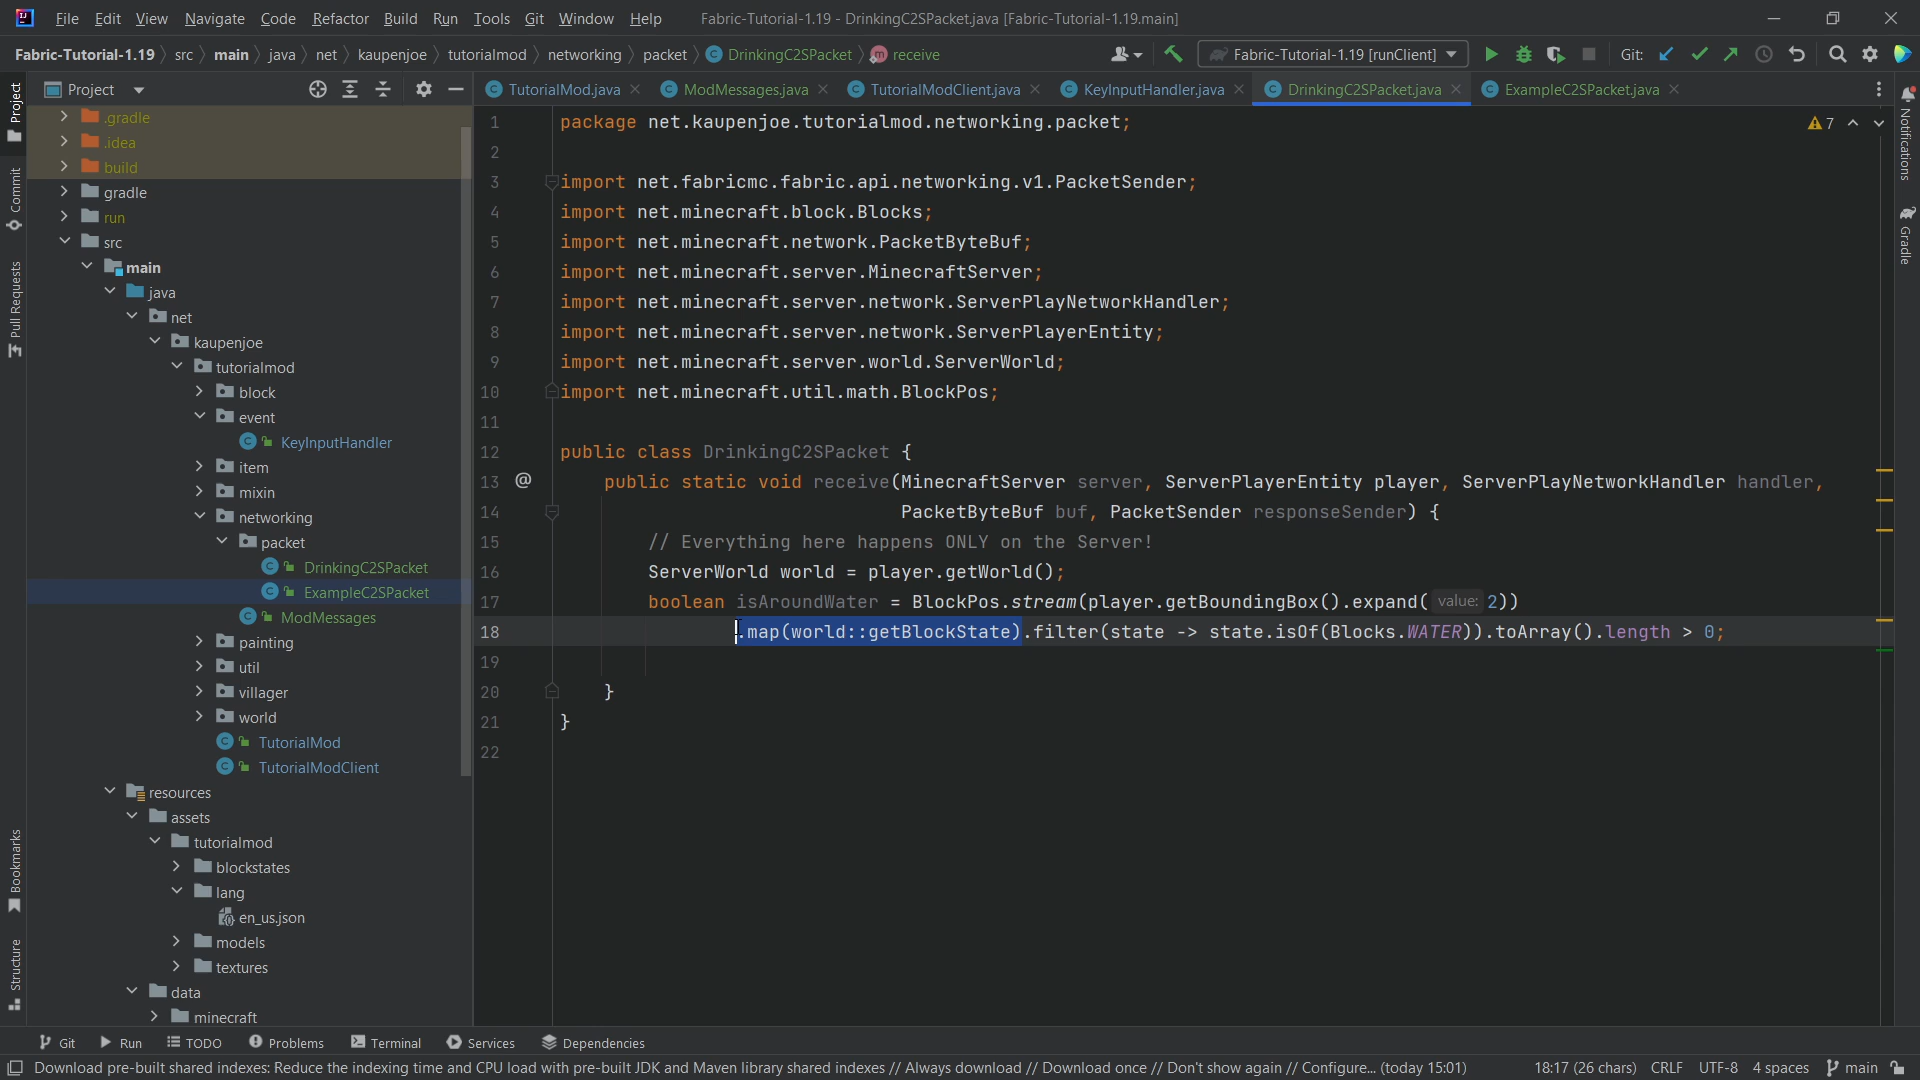 File Edit View Navigate Code Refactor Build Run Tools Git Window Help Fabric-Tutorial-1.19 - DrinkingC2SPacket.java [Fabric-Tutorial-1.19.main]
Fabric-Tutorial-1.19 src main java net kaupenjoe tutorialmod networking packet DrinkingC2SPacket receive Fabric-Tutorial-1.19 [runClient] Git:
Project
TutorialMod.java ModMessages.java TutorialModClient.java KeyInputHandler.java DrinkingC2SPacket.java ExampleC2SPacket.java
Project
Commit
Pull Requests
Bookmarks
Structure
.gradle
.idea
build
gradle
run
src
main
java
net
kaupenjoe
tutorialmod
block
event
KeyInputHandler
item
mixin
networking
packet
DrinkingC2SPacket
ExampleC2SPacket
ModMessages
painting
util
villager
world
TutorialMod
TutorialModClient
resources
assets
tutorialmod
blockstates
lang
en_us.json
models
textures
data
minecraft
1 package net.kaupenjoe.tutorialmod.networking.packet;
2
3 import net.fabricmc.fabric.api.networking.v1.PacketSender;
4 import net.minecraft.block.Blocks;
5 import net.minecraft.network.PacketByteBuf;
6 import net.minecraft.server.MinecraftServer;
7 import net.minecraft.server.network.ServerPlayNetworkHandler;
8 import net.minecraft.server.network.ServerPlayerEntity;
9 import net.minecraft.server.world.ServerWorld;
10 import net.minecraft.util.math.BlockPos;
11
12 public class DrinkingC2SPacket {
13 @ public static void receive(MinecraftServer server, ServerPlayerEntity player, ServerPlayNetworkHandler handler,
14 PacketByteBuf buf, PacketSender responseSender) {
15 // Everything here happens ONLY on the Server!
16 ServerWorld world = player.getWorld();
17 boolean isAroundWater = BlockPos.stream(player.getBoundingBox().expand( value: 2))
18 .map(world::getBlockState).filter(state -> state.isOf(Blocks.WATER)).toArray().length > 0;
19
20 }
21 }
22
7
Notifications
Gradle
Git Run TODO Problems Terminal Services Dependencies
Download pre-built shared indexes: Reduce the indexing time and CPU load with pre-built JDK and Maven library shared indexes // Always download // Download once // Don't show again // Configure... (today 15:01) 18:17 (26 chars) CRLF UTF-8 4 spaces main